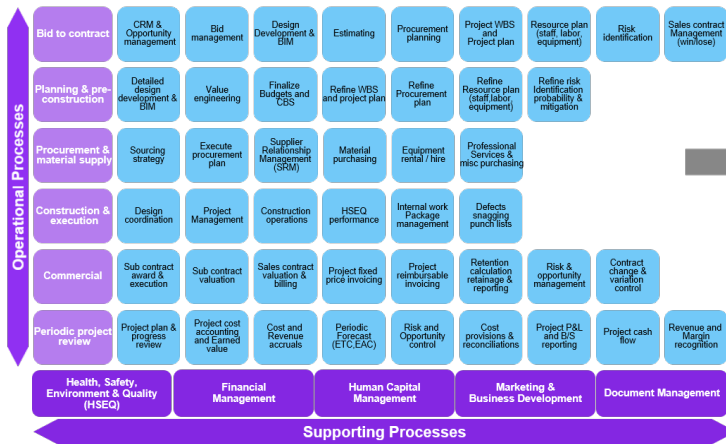 Operational Processes
Bid to contract
CRM &
Opportunity
management
Bid
management
Design
Development &
BIM
Estimating
Procurement
planning
Project WBS
and
Project plan
Resource plan
(staff, labor,
equipment)
Risk
identification
Sales contract
Management
(win/lose)
Planning & pre-
construction
Detailed
design
development &
BIM
Value
engineering
Finalize
Budgets and
CBS
Refine WBS
and project plan
Refine
Procurement
plan
Refine
Resource plan
(staff,labor,
equipment)
Refine risk
Identification
probability &
mitigation
Procurement
& material supply
Sourcing
strategy
Execute
procurement
plan
Supplier
Relationship
Management
(SRM)
Material
purchasing
Equipment
rental / hire
Professional
Services &
misc purchasing
Construction &
execution
Design
coordination
Project
Management
Construction
operations
HSEQ
performance
Internal work
Package
management
Defects
snagging
punch lists
Commercial
Sub contract
award &
execution
Sub contract
valuation
Sales contract
valuation &
billing
Project fixed
price invoicing
Project
reimbursable
invoicing
Retention
calculation
retainage &
reporting
Risk &
opportunity
management
Contract
change &
variation
control
Periodic project
review
Project plan &
progress
review
Project cost
accounting
and Earned
value
Cost and
Revenue
accruals
Periodic
Forecast
(ETC,EAC)
Risk and
Opportunity
control
Cost
provisions &
reconciliations
Project P&L
and B/S
reporting
Project cash
flow
Revenue and
Margin
recognition
Health, Safety,
Environment & Quality
(HSEQ)
Financial
Management
Human Capital
Management
Marketing &
Business Development
Document Management
Supporting Processes